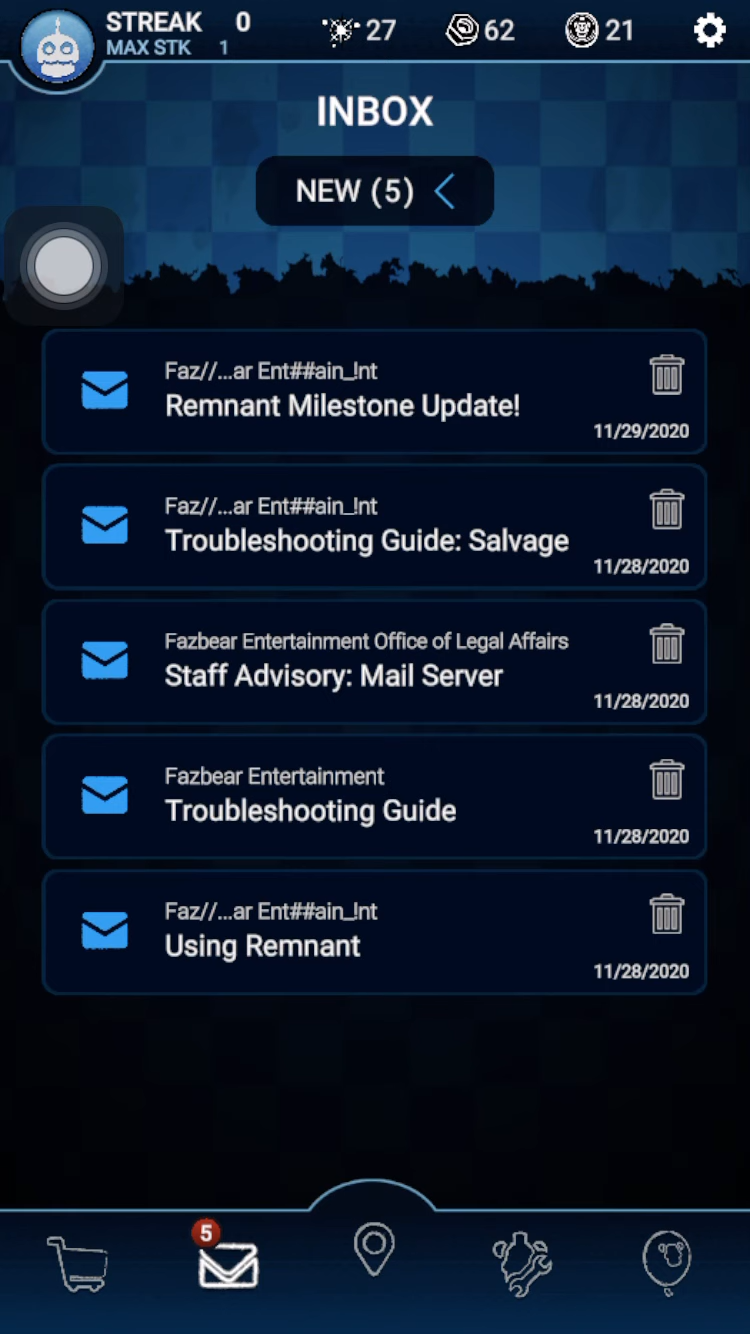 STREAK 0
MAX STK 1
27
62
21
INBOX
NEW (5)
Faz//...ar Ent##ain_!nt
Remnant Milestone Update!
11/29/2020
Faz//...ar Ent##ain_!nt
Troubleshooting Guide: Salvage
11/28/2020
Fazbear Entertainment Office of Legal Affairs
Staff Advisory: Mail Server
11/28/2020
Fazbear Entertainment
Troubleshooting Guide
11/28/2020
Faz//...ar Ent##ain_!nt
Using Remnant
11/28/2020
5